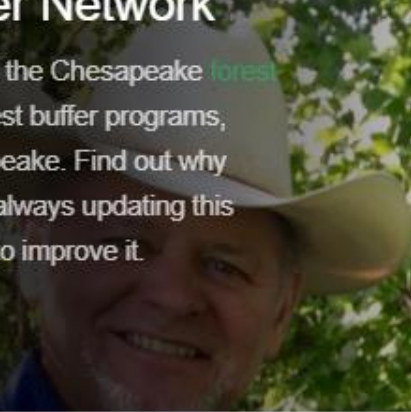 er Network
the Chesapeake forest
est buffer programs,
eake. Find out why
always updating this
o improve it.